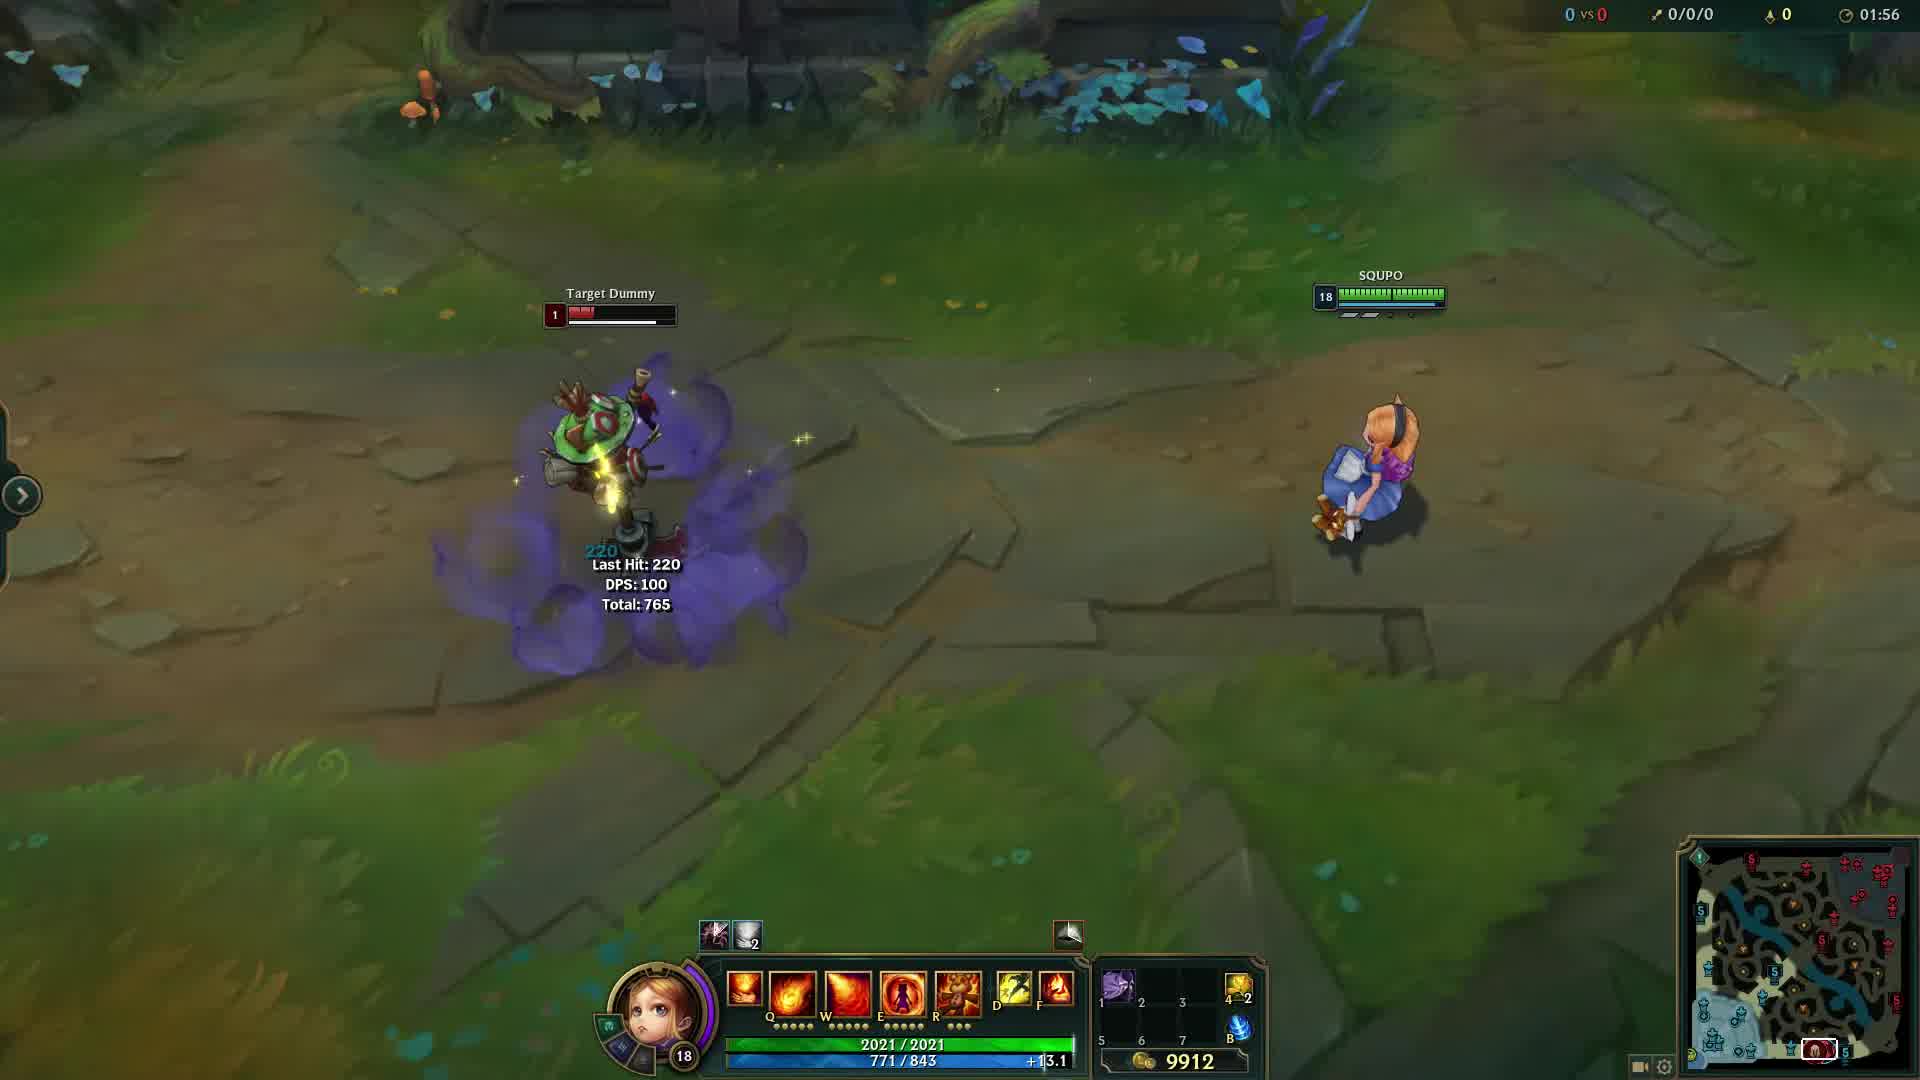 0 vs 0 0/0/0 0 01:56
SQUPO
18
Target Dummy
1
220
Last Hit: 220
DPS: 100
Total: 765
2
Q W E R D F
18
2021 / 2021
771 / 843 +13.1
1 2 3 4 2
5 6 7 B
9912
S
S
S
S
S
S